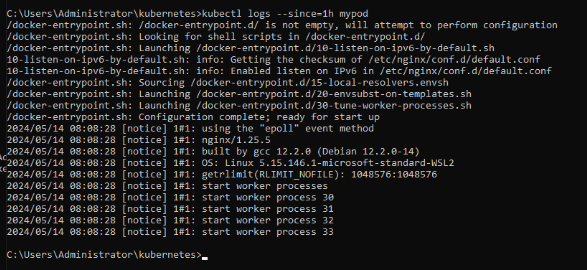 C:\Users\Administrator\kubernetes>kubectl logs --since=1h mypod
/docker-entrypoint.sh: /docker-entrypoint.d/ is not empty, will attempt to perform configuration
/docker-entrypoint.sh: Looking for shell scripts in /docker-entrypoint.d/
/docker-entrypoint.sh: Launching /docker-entrypoint.d/10-listen-on-ipv6-by-default.sh
10-listen-on-ipv6-by-default.sh: info: Getting the checksum of /etc/nginx/conf.d/default.conf
10-listen-on-ipv6-by-default.sh: info: Enabled listen on IPv6 in /etc/nginx/conf.d/default.conf
/docker-entrypoint.sh: Sourcing /docker-entrypoint.d/15-local-resolvers.envsh
/docker-entrypoint.sh: Launching /docker-entrypoint.d/20-envsubst-on-templates.sh
/docker-entrypoint.sh: Launching /docker-entrypoint.d/30-tune-worker-processes.sh
/docker-entrypoint.sh: Configuration complete; ready for start up
2024/05/14 08:08:28 [notice] 1#1: using the "epoll" event method
2024/05/14 08:08:28 [notice] 1#1: nginx/1.25.5
2024/05/14 08:08:28 [notice] 1#1: built by gcc 12.2.0 (Debian 12.2.0-14)
2024/05/14 08:08:28 [notice] 1#1: OS: Linux 5.15.146.1-microsoft-standard-WSL2
2024/05/14 08:08:28 [notice] 1#1: getrlimit(RLIMIT_NOFILE): 1048576:1048576
2024/05/14 08:08:28 [notice] 1#1: start worker processes
2024/05/14 08:08:28 [notice] 1#1: start worker process 30
2024/05/14 08:08:28 [notice] 1#1: start worker process 31
2024/05/14 08:08:28 [notice] 1#1: start worker process 32
2024/05/14 08:08:28 [notice] 1#1: start worker process 33
C:\Users\Administrator\kubernetes>